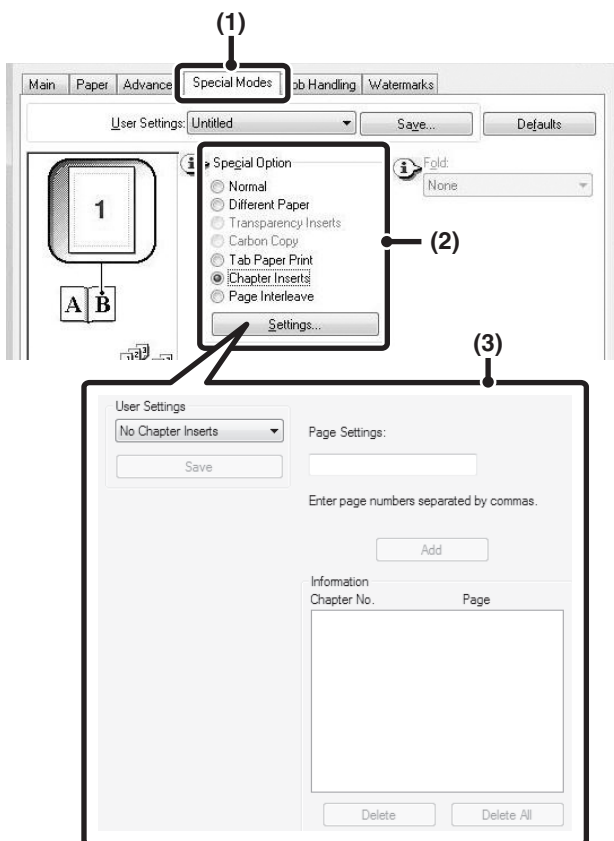 (1)
Main Paper Advance Special Modes ob Handling Watermarks
User Settings: Untitled Save... Defaults
Special Option
Fold:
Normal
None
Different Paper
Transparency Inserts
Carbon Copy
(2)
Tab Paper Print
Chapter Inserts
Page Interleave
Settings...
1
A B
1 2 3
(3)
User Settings
No Chapter Inserts
Save
Page Settings:
Enter page numbers separated by commas.
Add
Information
Chapter No. Page
Delete Delete All